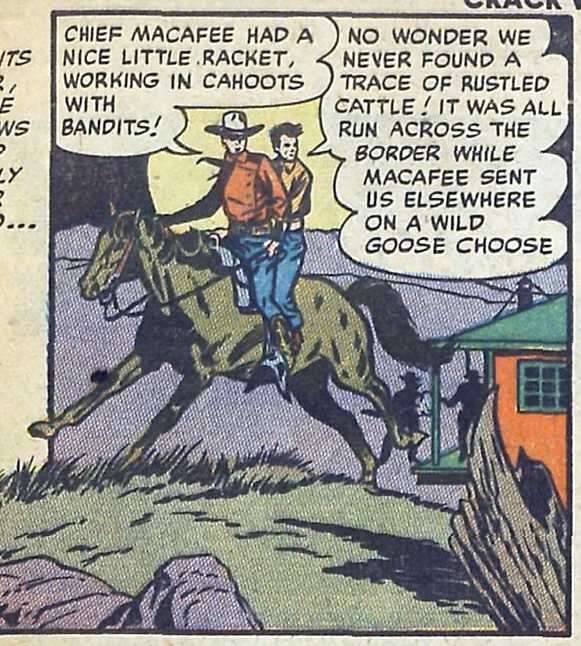 CRACK
CHIEF MACAFEE HAD A
NICE LITTLE RACKET,
WORKING IN CAHOOTS
WITH
BANDITS!
NO WONDER WE
NEVER FOUND A
TRACE OF RUSTLED
CATTLE! IT WAS ALL
RUN ACROSS THE
BORDER WHILE
MACAFEE SENT
US ELSEWHERE
ON A WILD
GOOSE CHOOSE